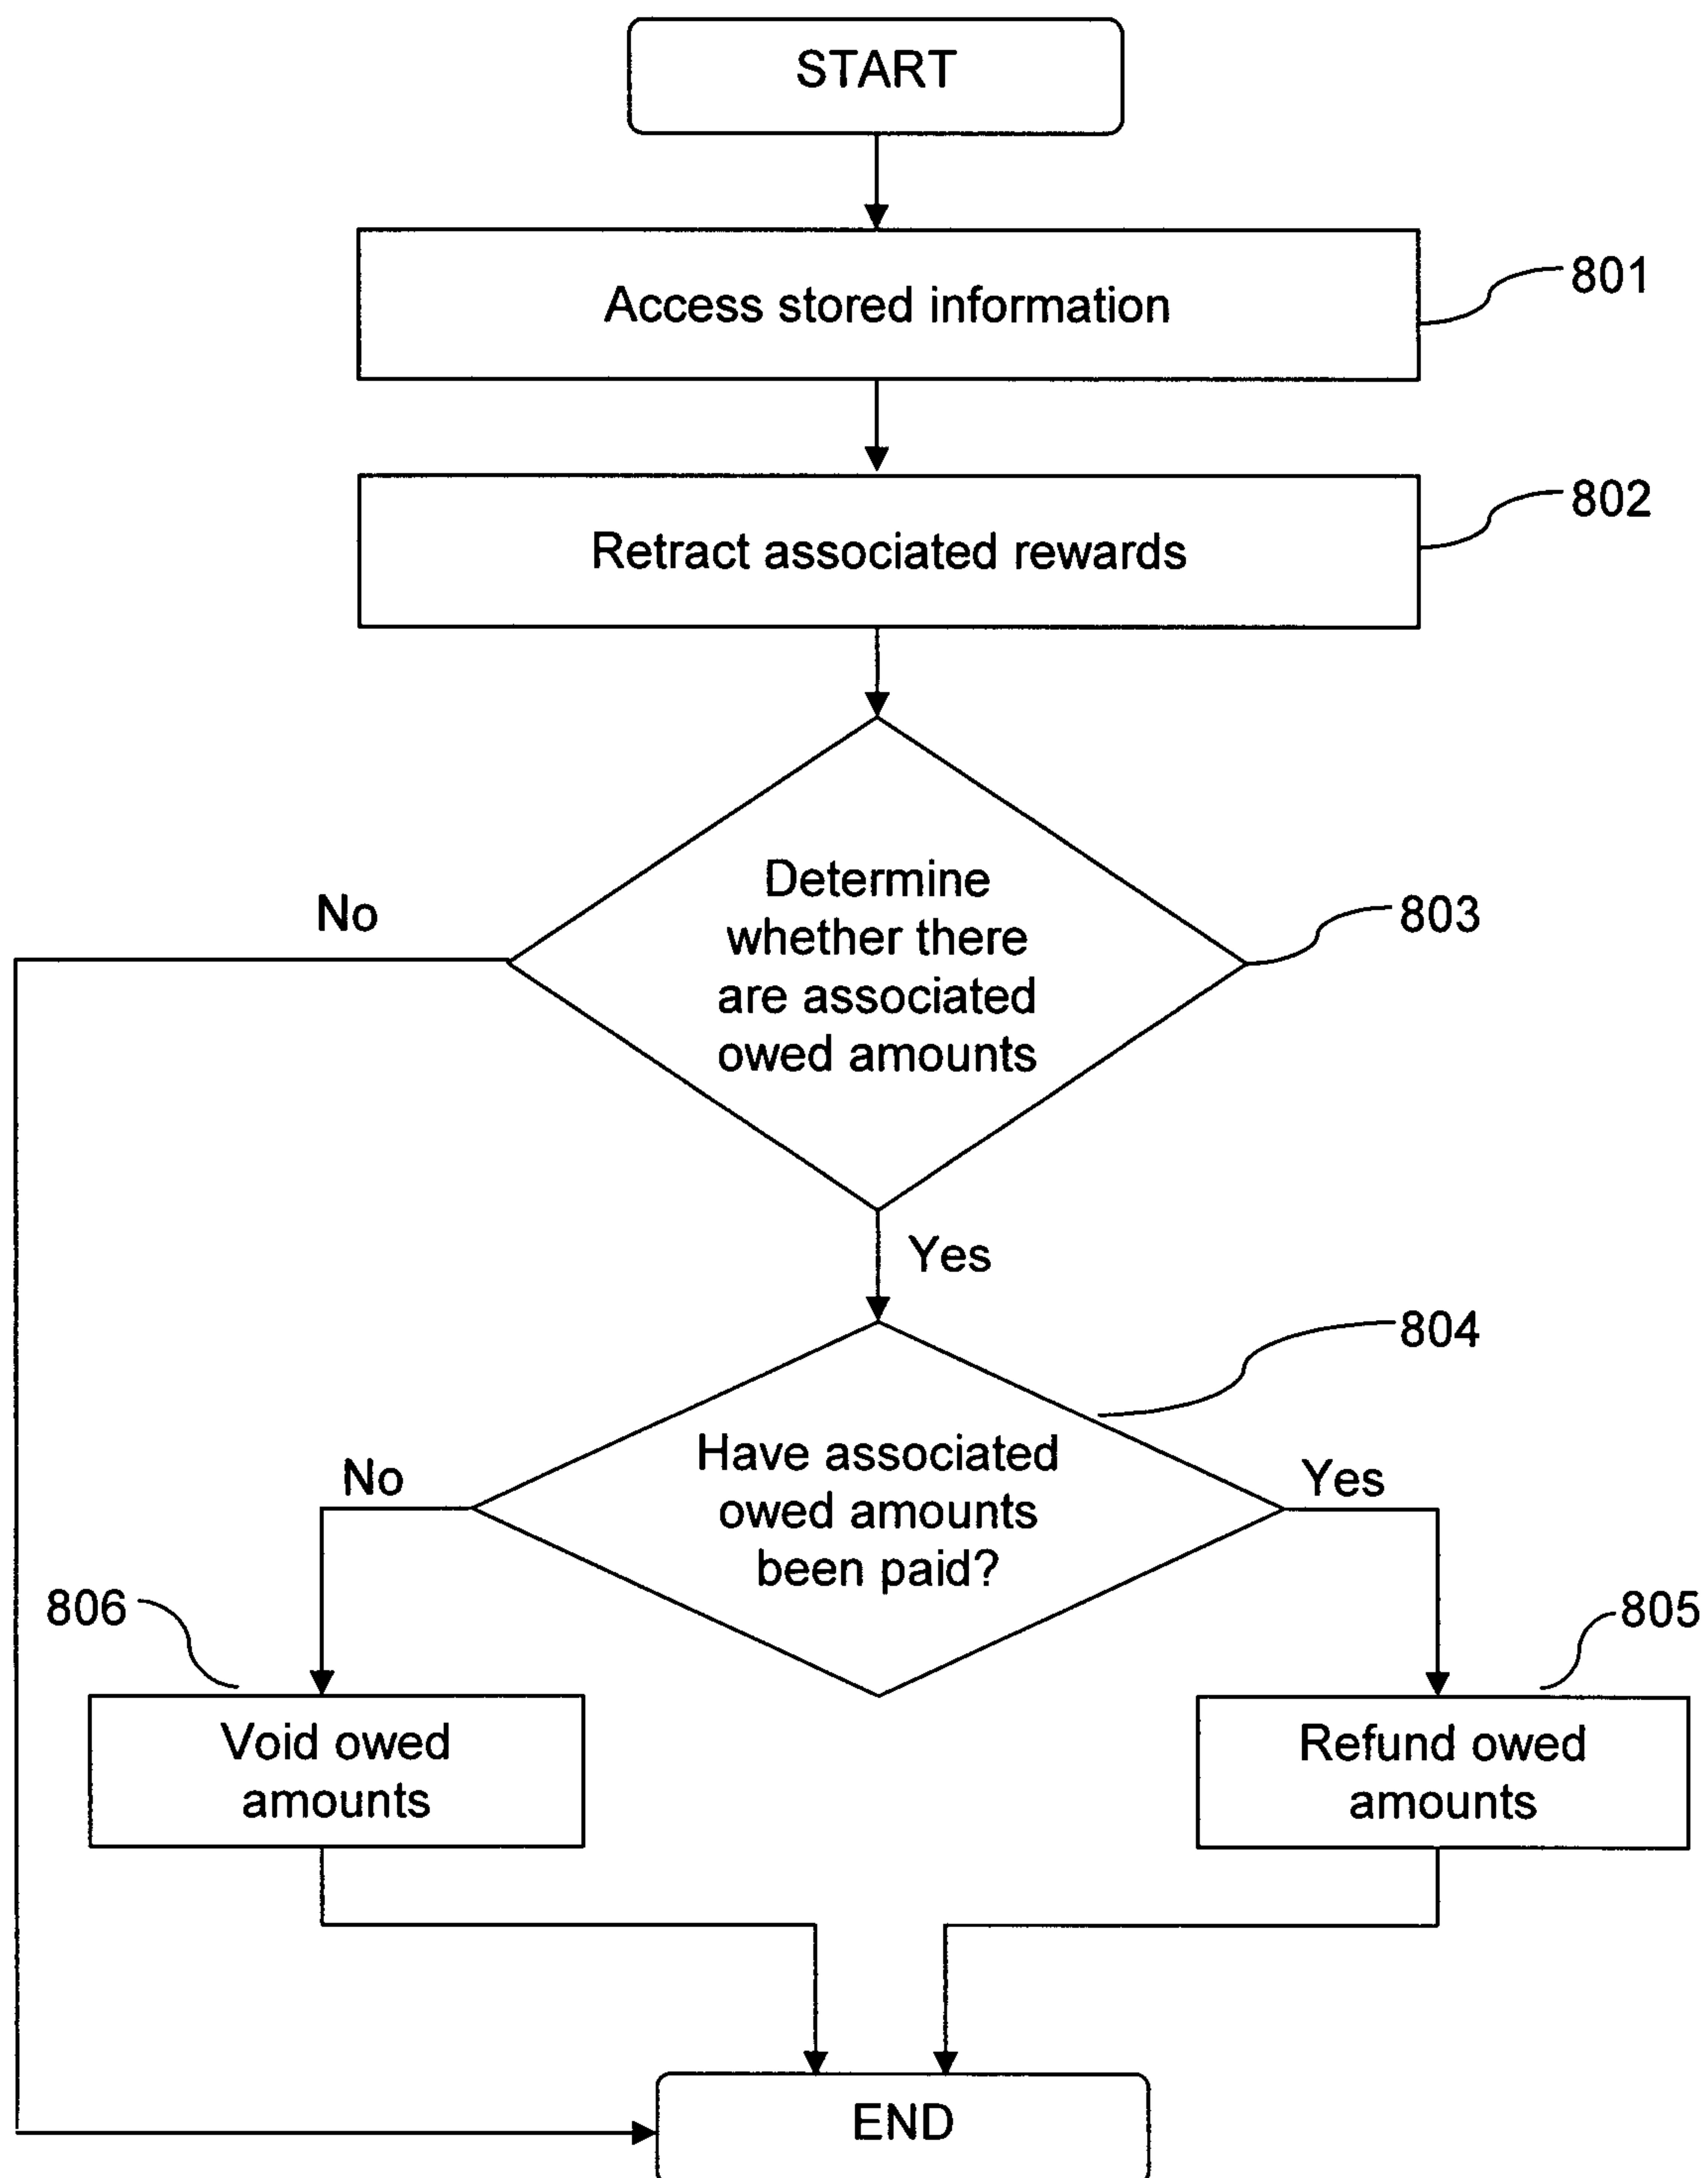 START
Access stored information
801
Retract associated rewards
802
Determine
whether there
are associated
owed amounts
803
No
Yes
804
Have associated
owed amounts
been paid?
No
Yes
806
805
Void owed
amounts
Refund owed
amounts
END